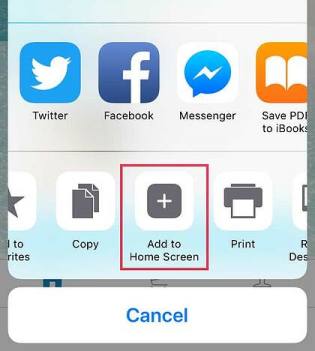 Twitter
Facebook
Messenger
Save PDF
to iBooks
d to
rites
Copy
Add to
Home Screen
Print
R
Des
Cancel